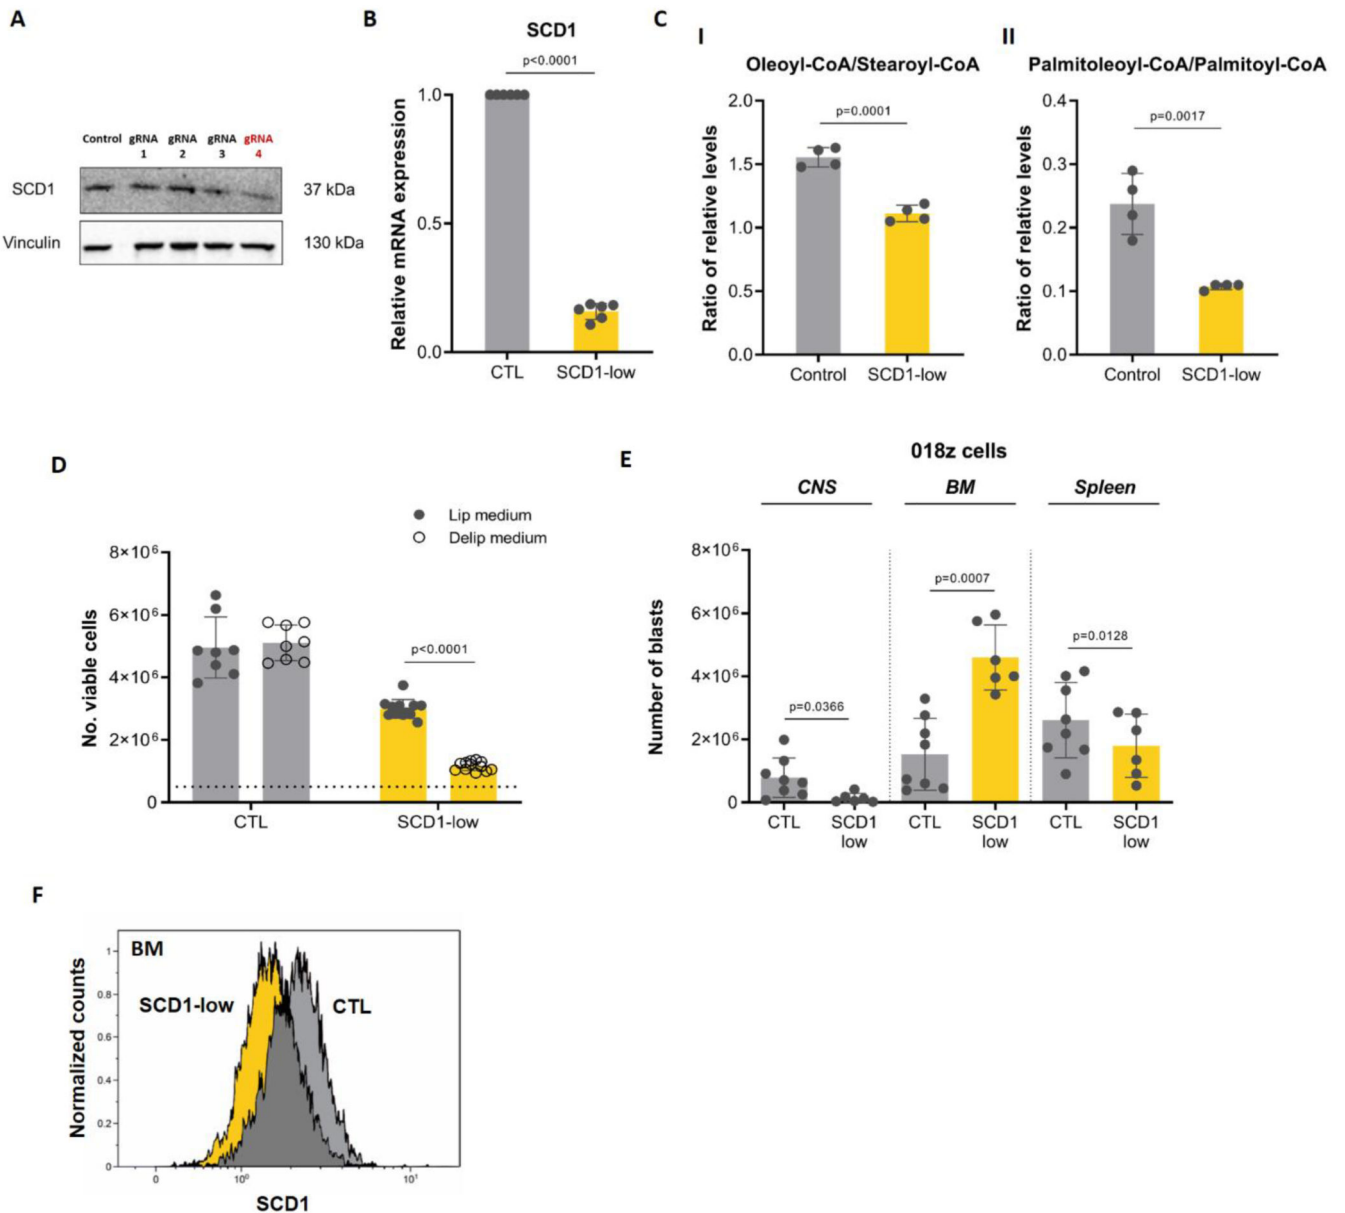 A
Control gRNA gRNA gRNA gRNA
1 2 3 4
SCD1 37 kDa
Vinculin 130 kDa
B
SCD1
p<0.0001
Relative mRNA expression
1.0
0.5
0.0
CTL SCD1-low
C
I
Oleoyl-CoA/Stearoyl-CoA
p=0.0001
Ratio of relative levels
2.0
1.5
1.0
0.5
0.0
Control SCD1-low
II
Palmitoleoyl-CoA/Palmitoyl-CoA
p=0.0017
Ratio of relative levels
0.4
0.3
0.2
0.1
0.0
Control SCD1-low
D
Lip medium
Delip medium
No. viable cells
8×10⁶
6×10⁶
4×10⁶
2×10⁶
0
p<0.0001
CTL SCD1-low
E
018z cells
CNS BM Spleen
Number of blasts
8×10⁶
6×10⁶
4×10⁶
2×10⁶
0
p=0.0366
p=0.0007
p=0.0128
CTL SCD1 CTL SCD1 CTL SCD1
low low low
F
BM
SCD1-low CTL
Normalized counts
1
0.8
0.6
0.4
0.2
0
0 10⁰ 10¹
SCD1